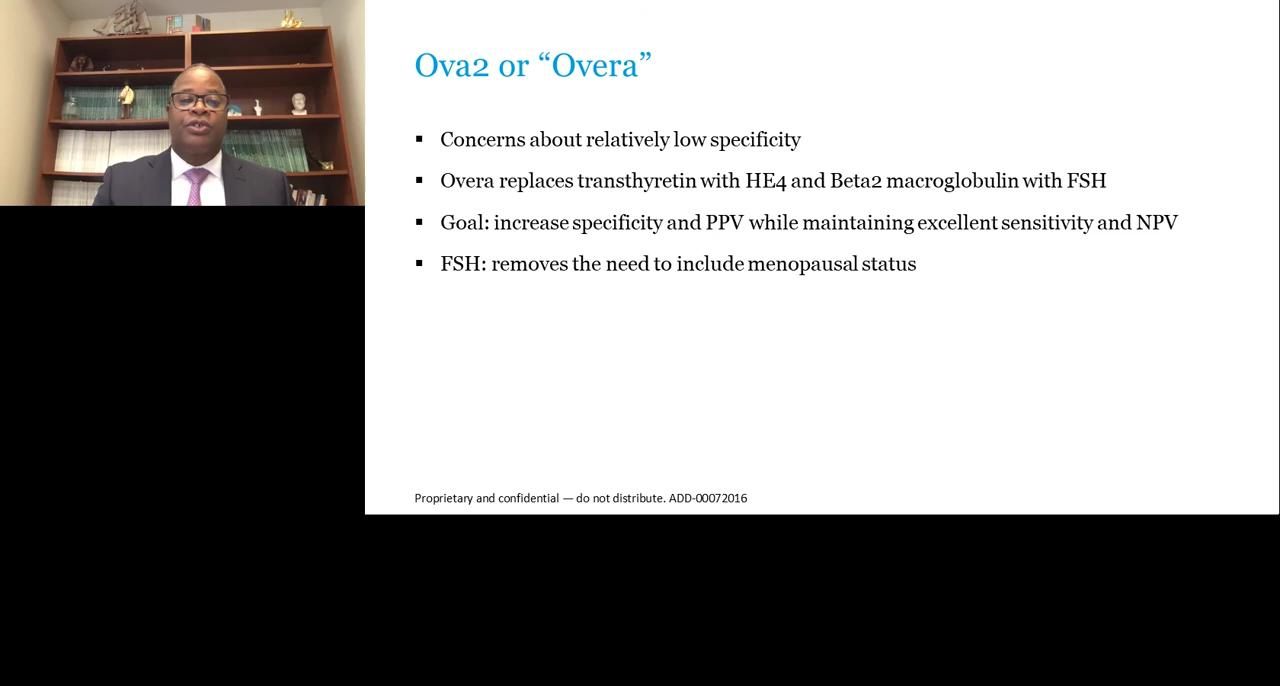 Ova2 or “Overa”
▪ Concerns about relatively low specificity
▪ Overa replaces transthyretin with HE4 and Beta2 macroglobulin with FSH
▪ Goal: increase specificity and PPV while maintaining excellent sensitivity and NPV
▪ FSH: removes the need to include menopausal status
Proprietary and confidential — do not distribute. ADD-00072016